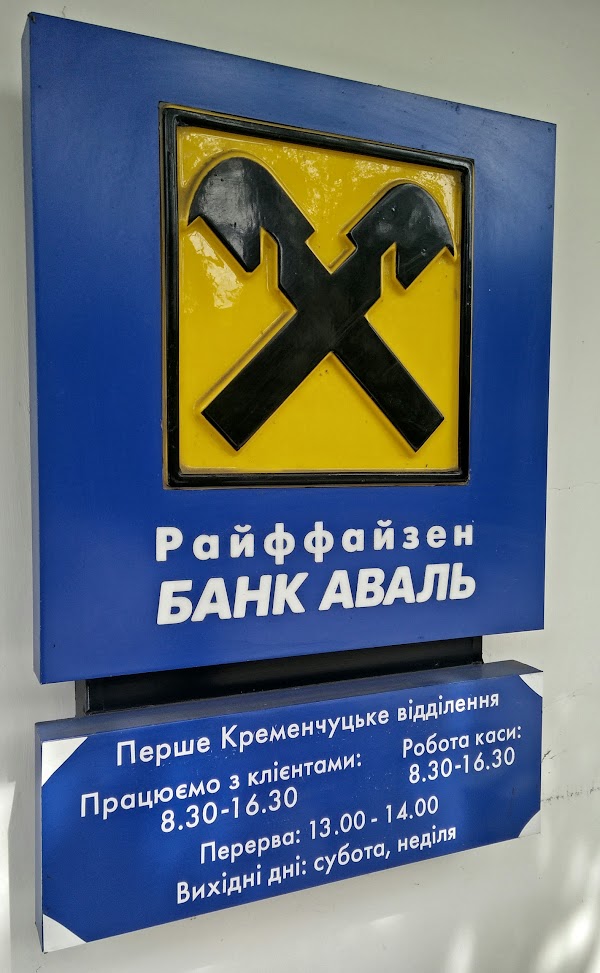 Райффайзен
БАНК АВАЛЬ
Перше Кременчуцьке відділення
Працюємо з клієнтами:
8.30-16.30
Робота каси:
8.30-16.30
Перерва: 13.00 - 14.00
Вихідні дні: субота, неділя